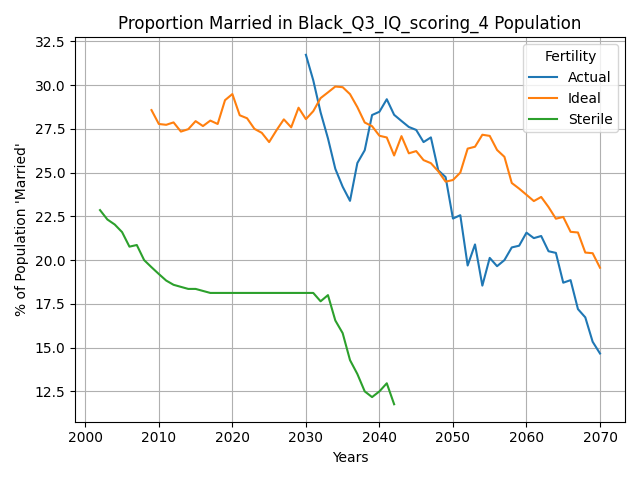 Proportion Married in Black_Q3_IQ_scoring_4 Population
Fertility
Actual
Ideal
Sterile
% of Population 'Married'
32.5
30.0
27.5
25.0
22.5
20.0
17.5
15.0
12.5
2000 2010 2020 2030 2040 2050 2060 2070
Years